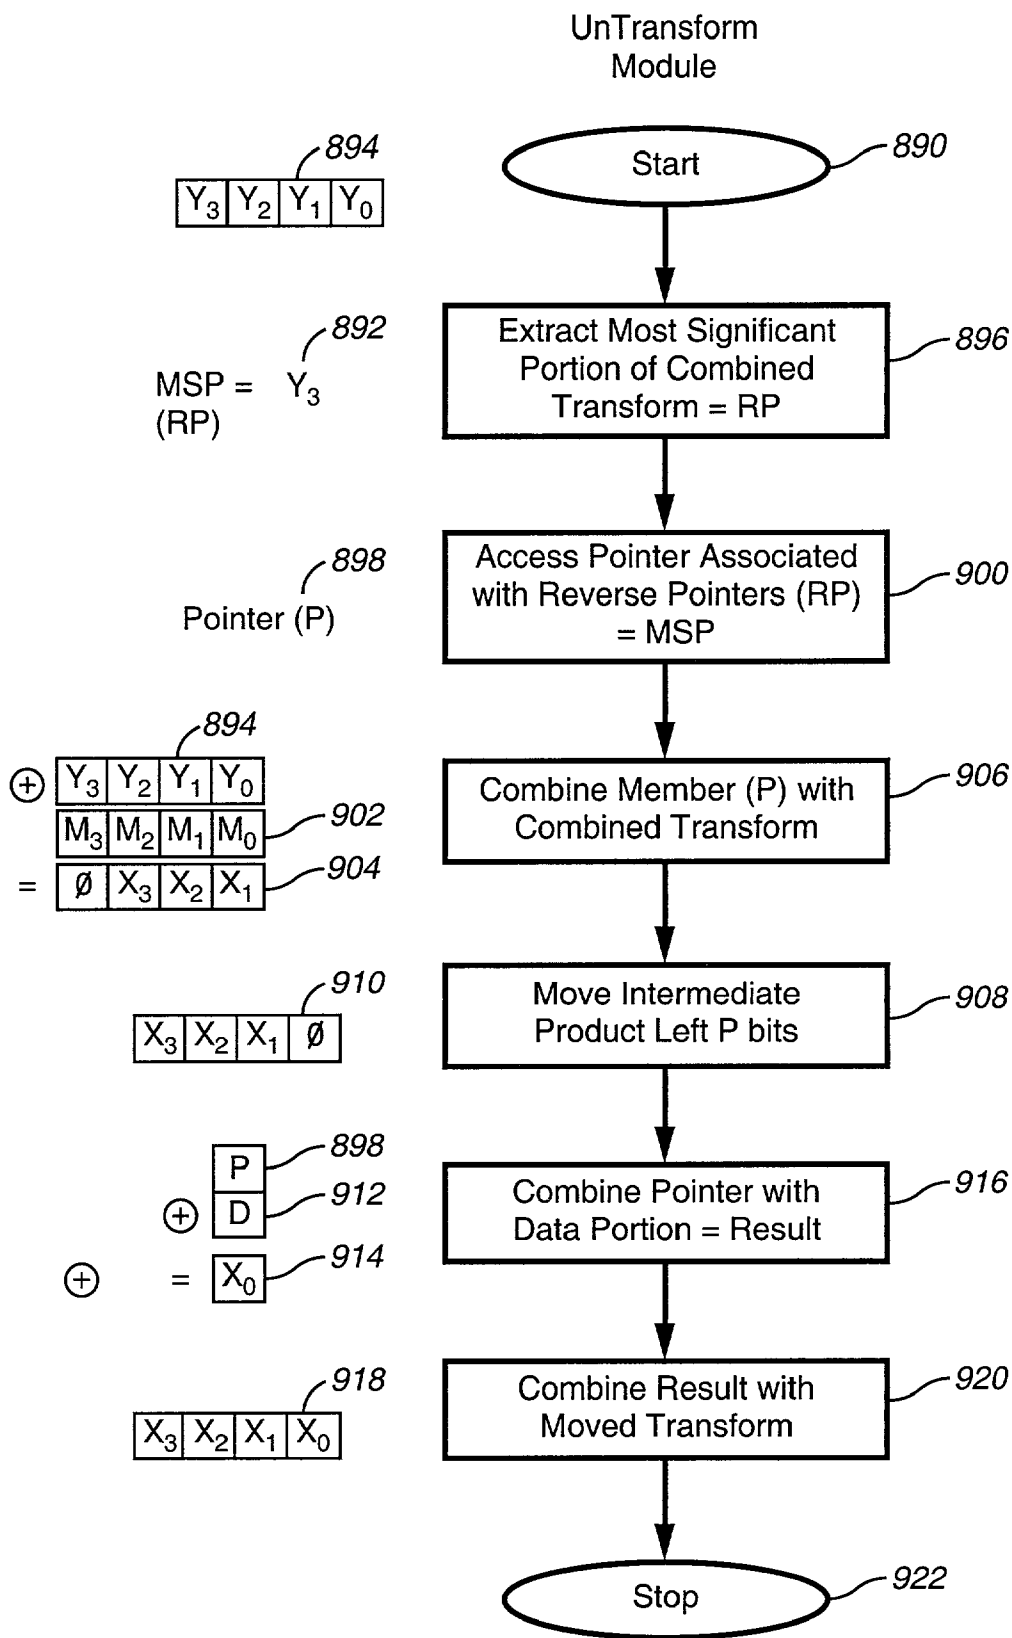 UnTransform
Module
894
Y3 Y2 Y1 Y0
Start
890
892
MSP = Y3
(RP)
Extract Most Significant
Portion of Combined
Transform = RP
896
898
Pointer (P)
Access Pointer Associated
with Reverse Pointers (RP)
= MSP
900
894
⊕ Y3 Y2 Y1 Y0
M3 M2 M1 M0
902
= ∅ X3 X2 X1
904
Combine Member (P) with
Combined Transform
906
910
X3 X2 X1 ∅
Move Intermediate
Product Left P bits
908
P
898
⊕ D
912
⊕ = X0
914
Combine Pointer with
Data Portion = Result
916
918
X3 X2 X1 X0
Combine Result with
Moved Transform
920
Stop
922